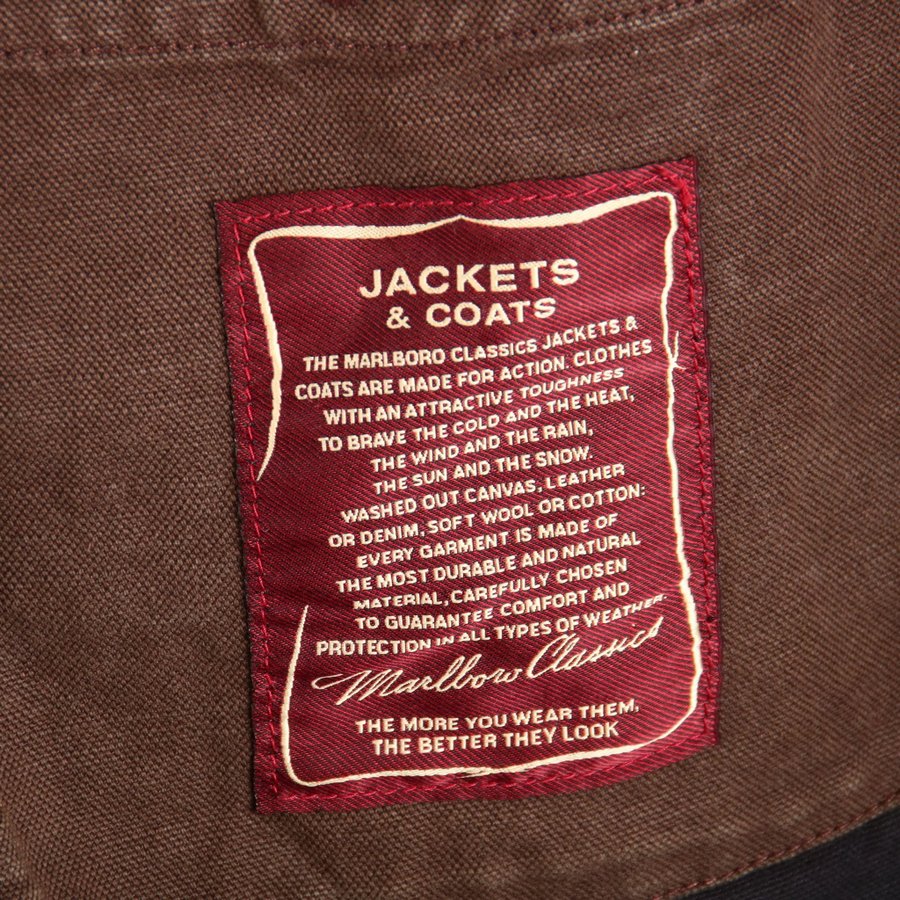 JACKETS
& COATS
THE MARLBORO CLASSICS JACKETS &
COATS ARE MADE FOR ACTION. CLOTHES
WITH AN ATTRACTIVE TOUGHNESS
TO BRAVE THE COLD AND THE HEAT,
THE WIND AND THE RAIN,
THE SUN AND THE SNOW.
WASHED OUT CANVAS, LEATHER
OR DENIM, SOFT WOOL OR COTTON:
EVERY GARMENT IS MADE OF
THE MOST DURABLE AND NATURAL
MATERIAL, CAREFULLY CHOSEN
TO GUARANTEE COMFORT AND
PROTECTION IN ALL TYPES OF WEATHER.
Marlboro Classics
THE MORE YOU WEAR THEM,
THE BETTER THEY LOOK